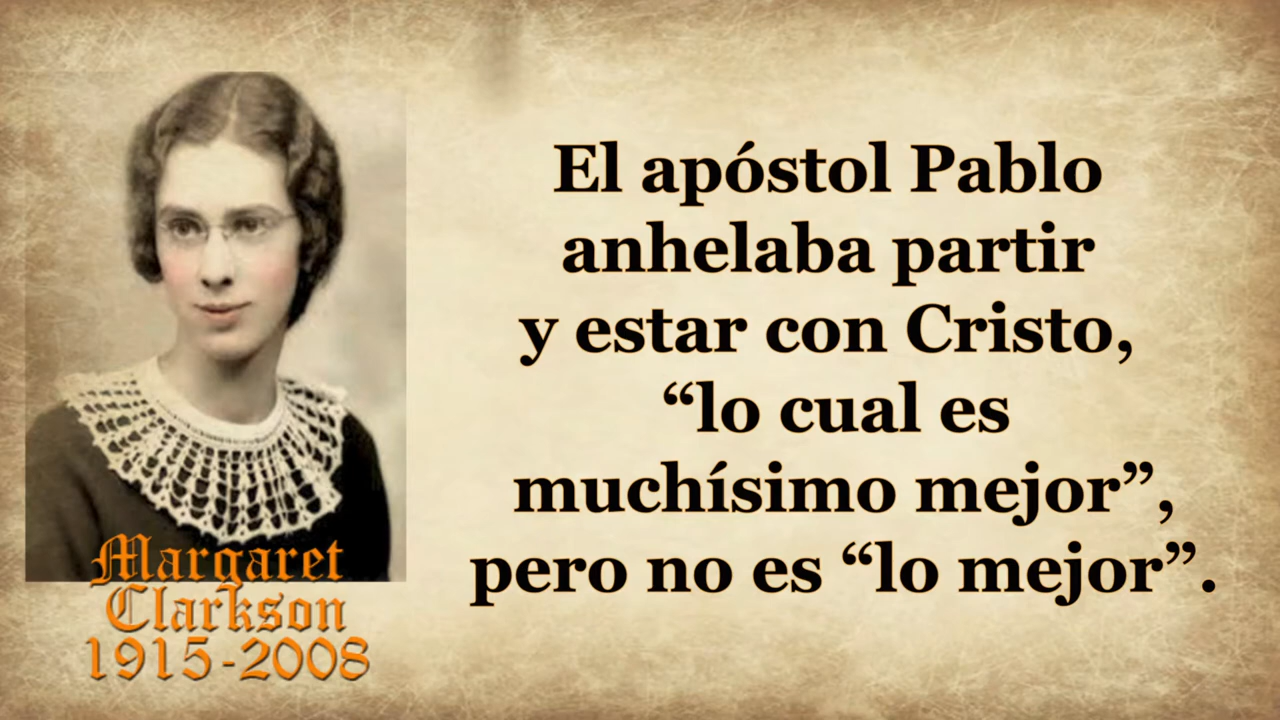 El apóstol Pablo
anhelaba partir
y estar con Cristo,
“lo cual es
muchísimo mejor”,
pero no es “lo mejor”.
Margaret
Clarkson
1915-2008